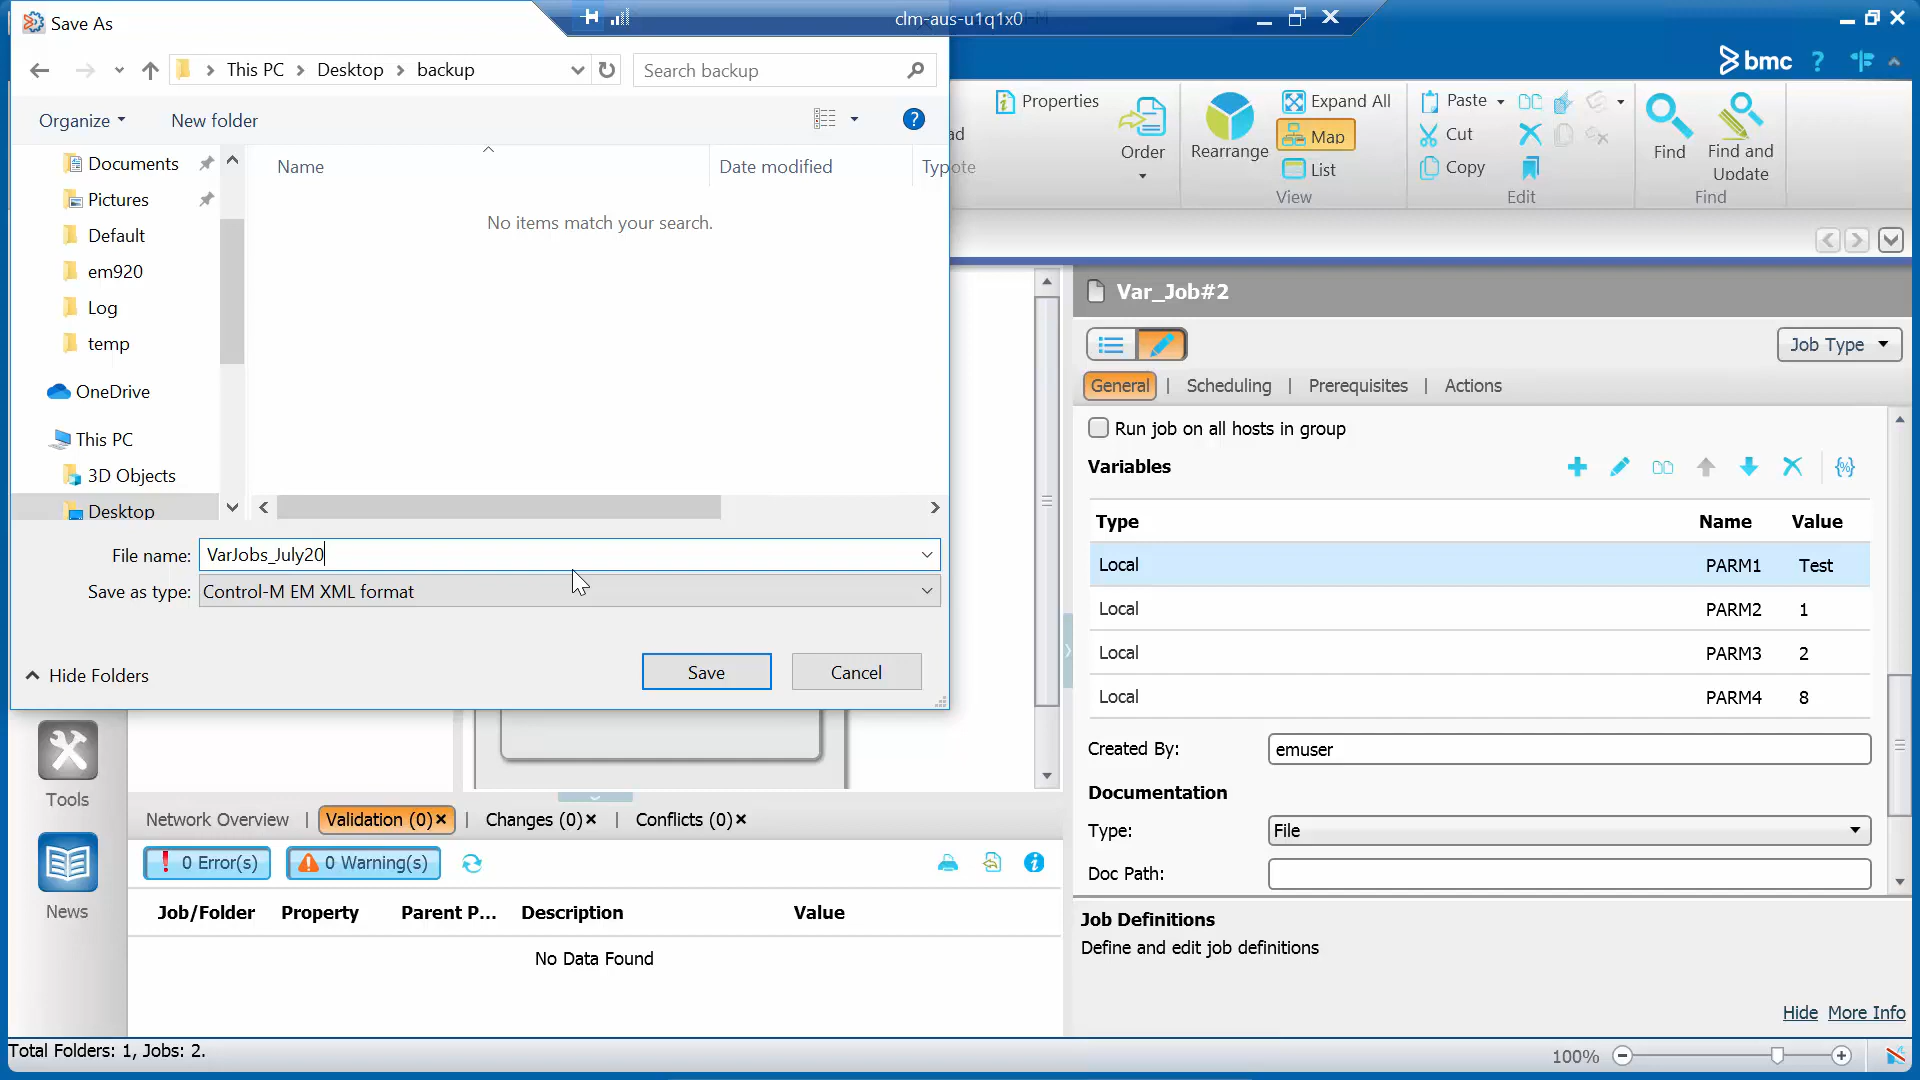 Save As
clm-aus-u1q1x0
This PC > Desktop > backup
Search backup
bmc
?
Organize
New folder
?
Properties
Order
Rearrange
Expand All
Map
List
View
Paste
Cut
Copy
Edit
Find
Find and
Update
Find
Name
Date modified
No items match your search.
Documents
Pictures
Default
em920
Log
temp
OneDrive
This PC
3D Objects
Desktop
File name: VarJobs_July20
Save as type: Control-M EM XML format
Hide Folders
Save
Cancel
Var_Job#2
Job Type
General | Scheduling | Prerequisites | Actions
Run job on all hosts in group
Variables
Type Name Value
Local PARM1 Test
Local PARM2 1
Local PARM3 2
Local PARM4 8
Created By: emuser
Documentation
Type: File
Doc Path:
Job Definitions
Define and edit job definitions
Hide More Info
Tools
News
Network Overview | Validation (0) | Changes (0) | Conflicts (0)
0 Error(s)
0 Warning(s)
Job/Folder Property Parent P... Description Value
No Data Found
Total Folders: 1, Jobs: 2.
100%